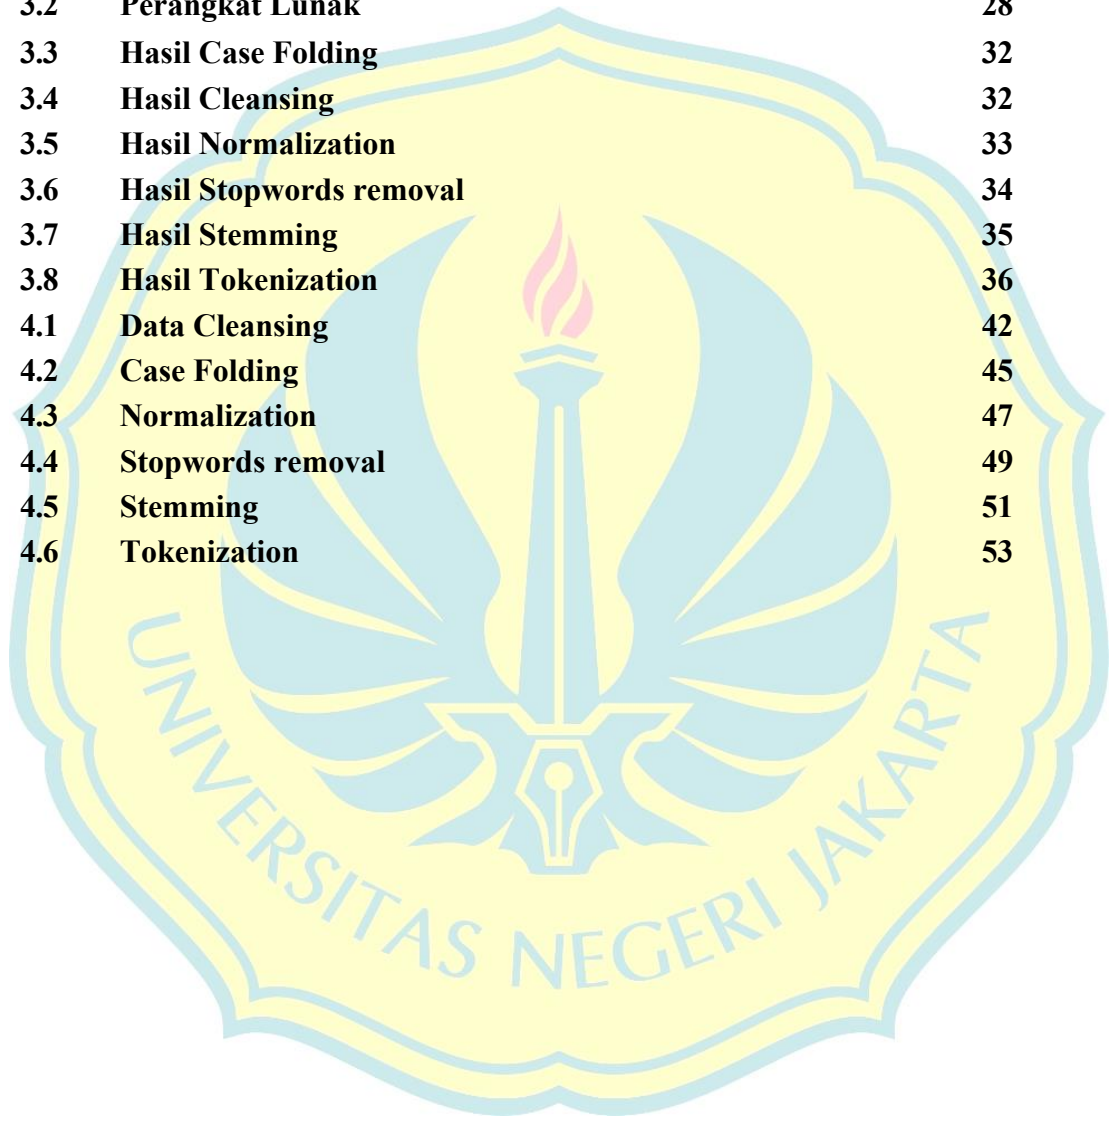 3.2 Perangkat Lunak 28
3.3 Hasil Case Folding 32
3.4 Hasil Cleansing 32
3.5 Hasil Normalization 33
3.6 Hasil Stopwords removal 34
3.7 Hasil Stemming 35
3.8 Hasil Tokenization 36
4.1 Data Cleansing 42
4.2 Case Folding 45
4.3 Normalization 47
4.4 Stopwords removal 49
4.5 Stemming 51
4.6 Tokenization 53
UNIVERSITAS NEGERI JAKARTA